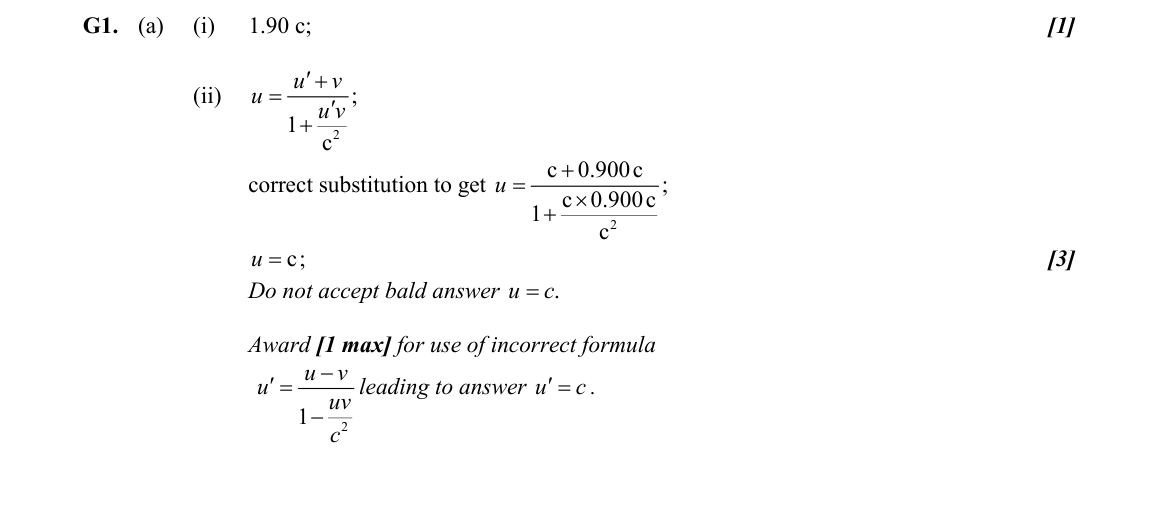 G1. (a) (i) 1.90 c; [1]
(ii) u = (u′ + v) / (1 + u′v / c²);
correct substitution to get u = (c + 0.900 c) / (1 + (c × 0.900 c) / c²);
u = c; [3]
Do not accept bald answer u = c.
Award [1 max] for use of incorrect formula
u′ = (u − v) / (1 − uv / c²) leading to answer u′ = c.